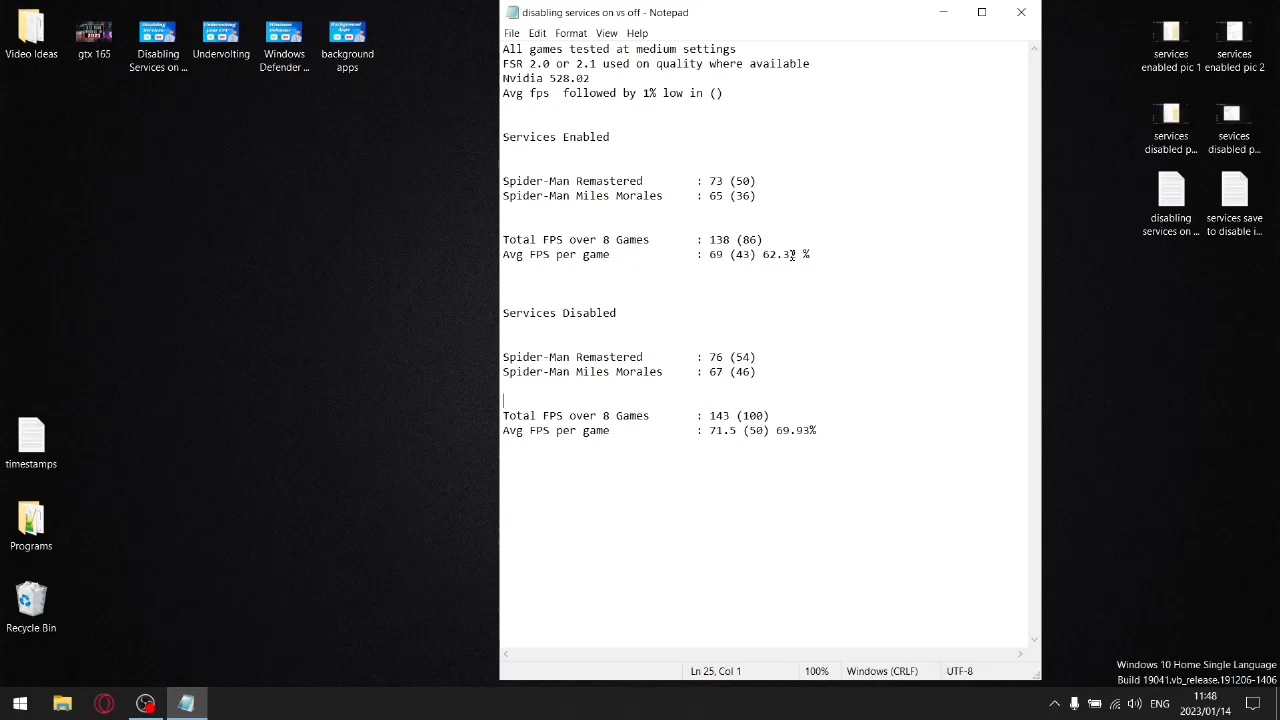 disabling services on vs off - Notepad
File Edit Format View Help
All games tested at medium settings
FSR 2.0 or 2.1 used on quality where available
Nvidia 528.02
Avg fps  followed by 1% low in ()
Services Enabled
Spider-Man Remastered : 73 (50)
Spider-Man Miles Morales : 65 (36)
Total FPS over 8 Games : 138 (86)
Avg FPS per game : 69 (43) %
Services Disabled
Spider-Man Remastered : 76 (54)
Spider-Man Miles Morales : 67 (46)
Total FPS over 8 Games : 143 (100)
Avg FPS per game : 71.5 (50) 69.93%
Ln 25, Col 1 100% Windows (CRLF) UTF-8
Video Ideas
gtx 165
Disabling
Services on ...
Undervolting
Windows
Defender ...
background
apps
services
enabled pic 1
services
enabled pic 2
services
disabled p...
sevices
disabled p...
disabling
services on ...
services save
to disable i...
timestamps
Programs
Recycle Bin
Windows 10 Home Single Language
Build 19041.vb_release.191206-1406
ENG
11:48
2023/01/14